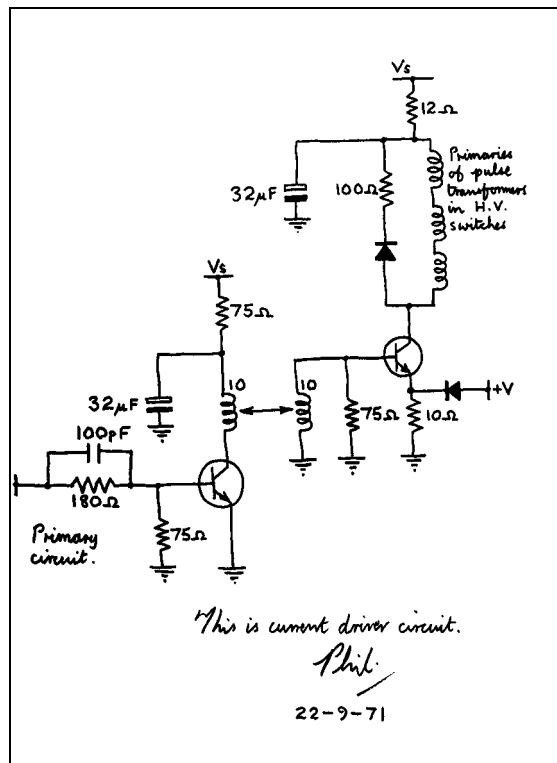 Vs
12Ω
Primaries
of pulse
transformers
in H.V.
switches
100Ω
32μF
Vs
75Ω
10
10
32μF
100pF
180Ω
75Ω
75Ω
10Ω
+V
Primary
circuit.
This is current driver circuit.
Phil.
22-9-71